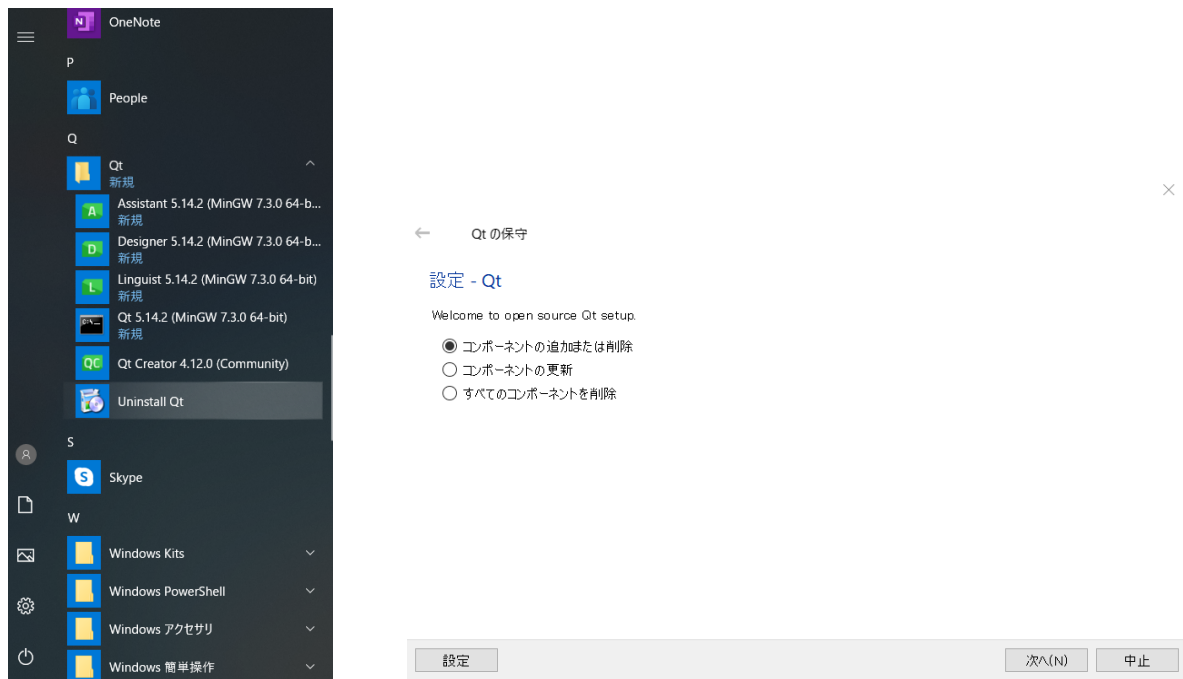 OneNote
P
People
Q
Qt
新規
Assistant 5.14.2 (MinGW 7.3.0 64-b...
新規
Designer 5.14.2 (MinGW 7.3.0 64-b...
新規
Linguist 5.14.2 (MinGW 7.3.0 64-bit)
新規
Qt 5.14.2 (MinGW 7.3.0 64-bit)
新規
Qt Creator 4.12.0 (Community)
Uninstall Qt
S
Skype
W
Windows Kits
Windows PowerShell
Windows アクセサリ
Windows 簡単操作
Qt の保守
設定 - Qt
Welcome to open source Qt setup.
コンポーネントの追加または削除
コンポーネントの更新
すべてのコンポーネントを削除
設定
次へ(N)
中止